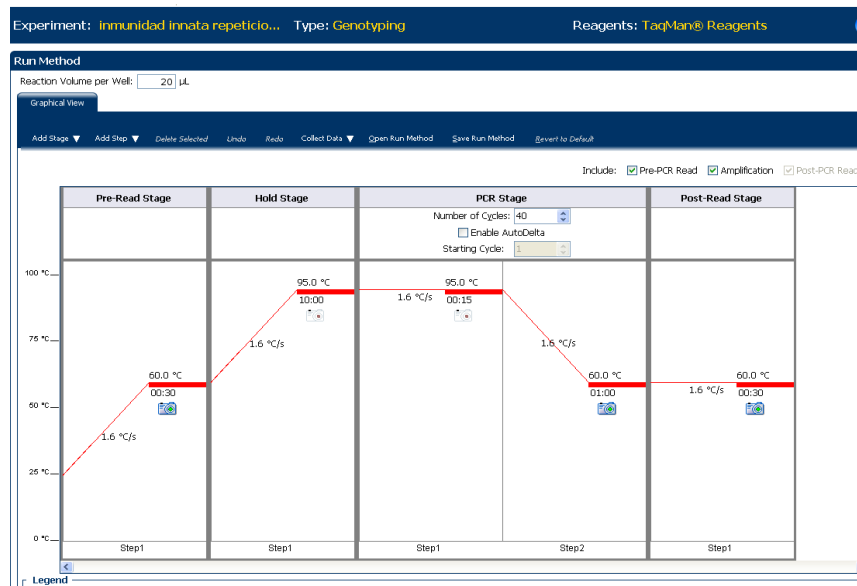 Experiment: inmunidad innata repeticio... Type: Genotyping Reagents: TaqMan® Reagents
Run Method
Reaction Volume per Well: 20 µL
Graphical View
Add Stage ▼ Add Step ▼ Delete Selected Undo Redo Collect Data ▼ Open Run Method Save Run Method Revert to Default
Include: Pre-PCR Read Amplification Post-PCR Read
Pre-Read Stage Hold Stage PCR Stage Post-Read Stage
Number of Cycles: 40
Enable AutoDelta
Starting Cycle: 1
100 °C
95.0 °C 95.0 °C
10:00 1.6 °C/s 00:15
75 °C 1.6 °C/s 1.6 °C/s
60.0 °C 60.0 °C 60.0 °C
00:30 01:00 1.6 °C/s 00:30
50 °C
1.6 °C/s
25 °C
0 °C
Step1 Step1 Step1 Step2 Step1
Legend